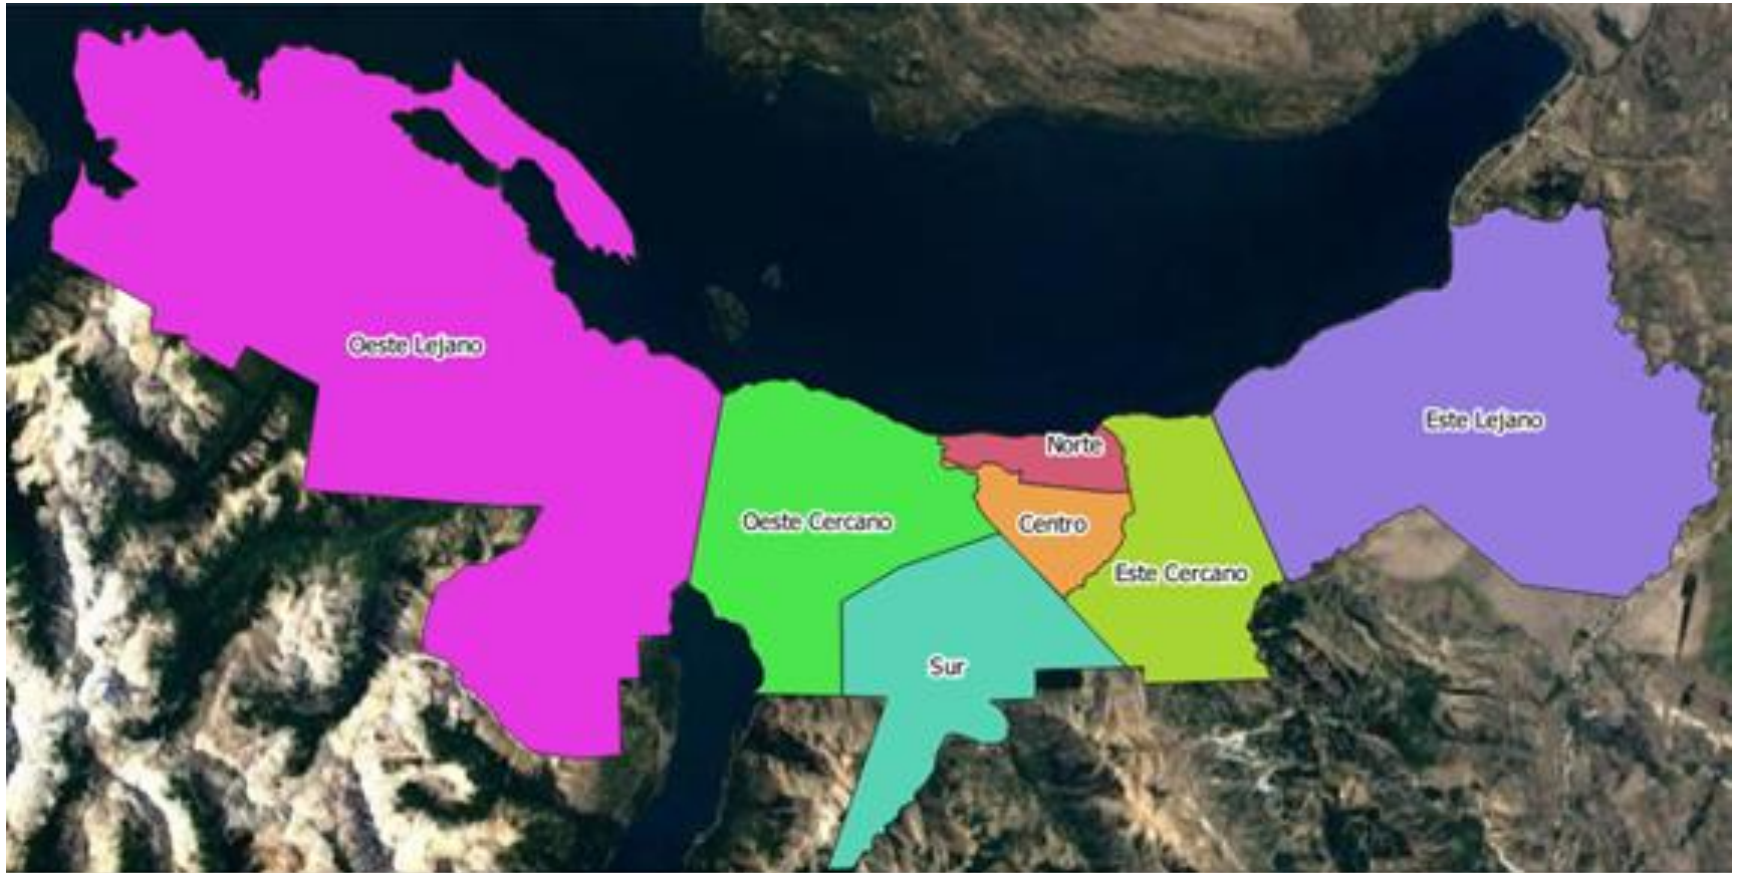 Oeste Lejano
Este Lejano
Norte
Oeste Cercano
Centro
Este Cercano
Sur